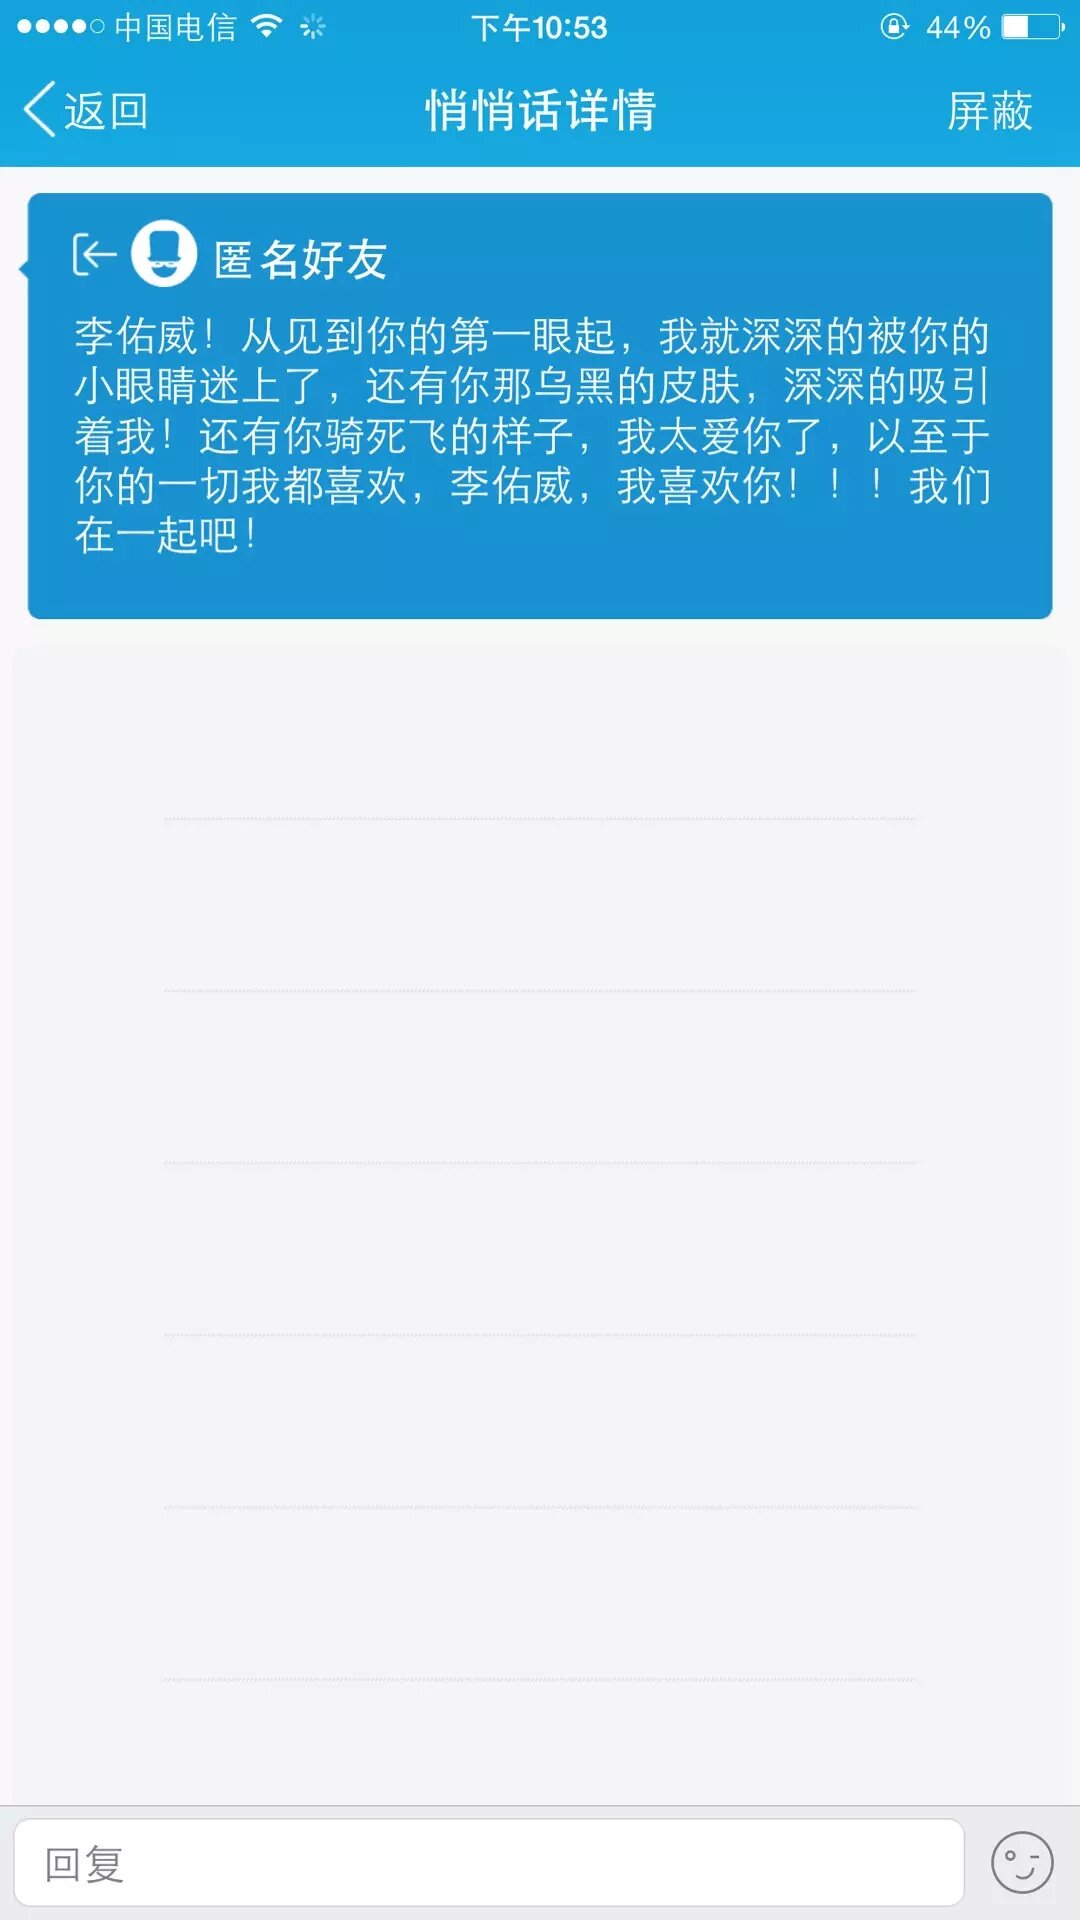 中国电信 下午10:53 44%
返回 悄悄话详情 屏蔽
匿名好友
李佑威！从见到你的第一眼起，我就深深的被你的
小眼睛迷上了，还有你那乌黑的皮肤，深深的吸引
着我！还有你骑死飞的样子，我太爱你了，以至于
你的一切我都喜欢，李佑威，我喜欢你！！！我们
在一起吧！
回复